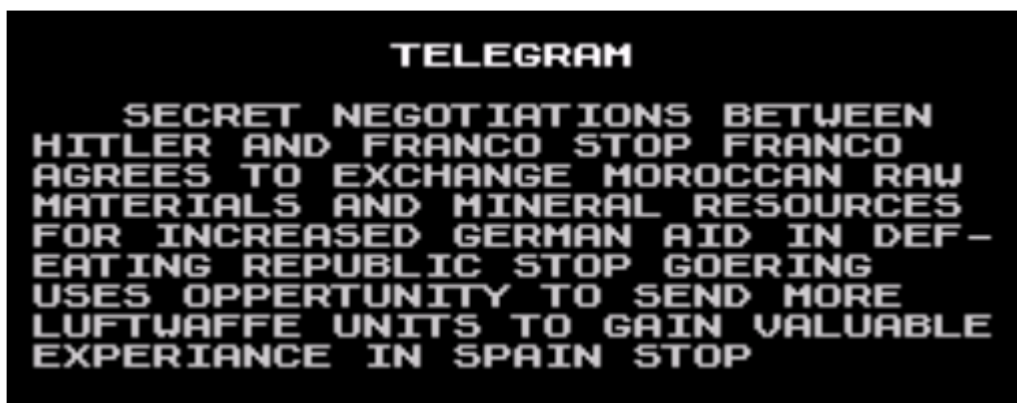 TELEGRAM
SECRET NEGOTIATIONS BETWEEN
HITLER AND FRANCO STOP FRANCO
AGREES TO EXCHANGE MOROCCAN RAW
MATERIALS AND MINERAL RESOURCES
FOR INCREASED GERMAN AID IN DEF-
EATING REPUBLIC STOP GOERING
USES OPPERTUNITY TO SEND MORE
LUFTWAFFE UNITS TO GAIN VALUABLE
EXPERIANCE IN SPAIN STOP